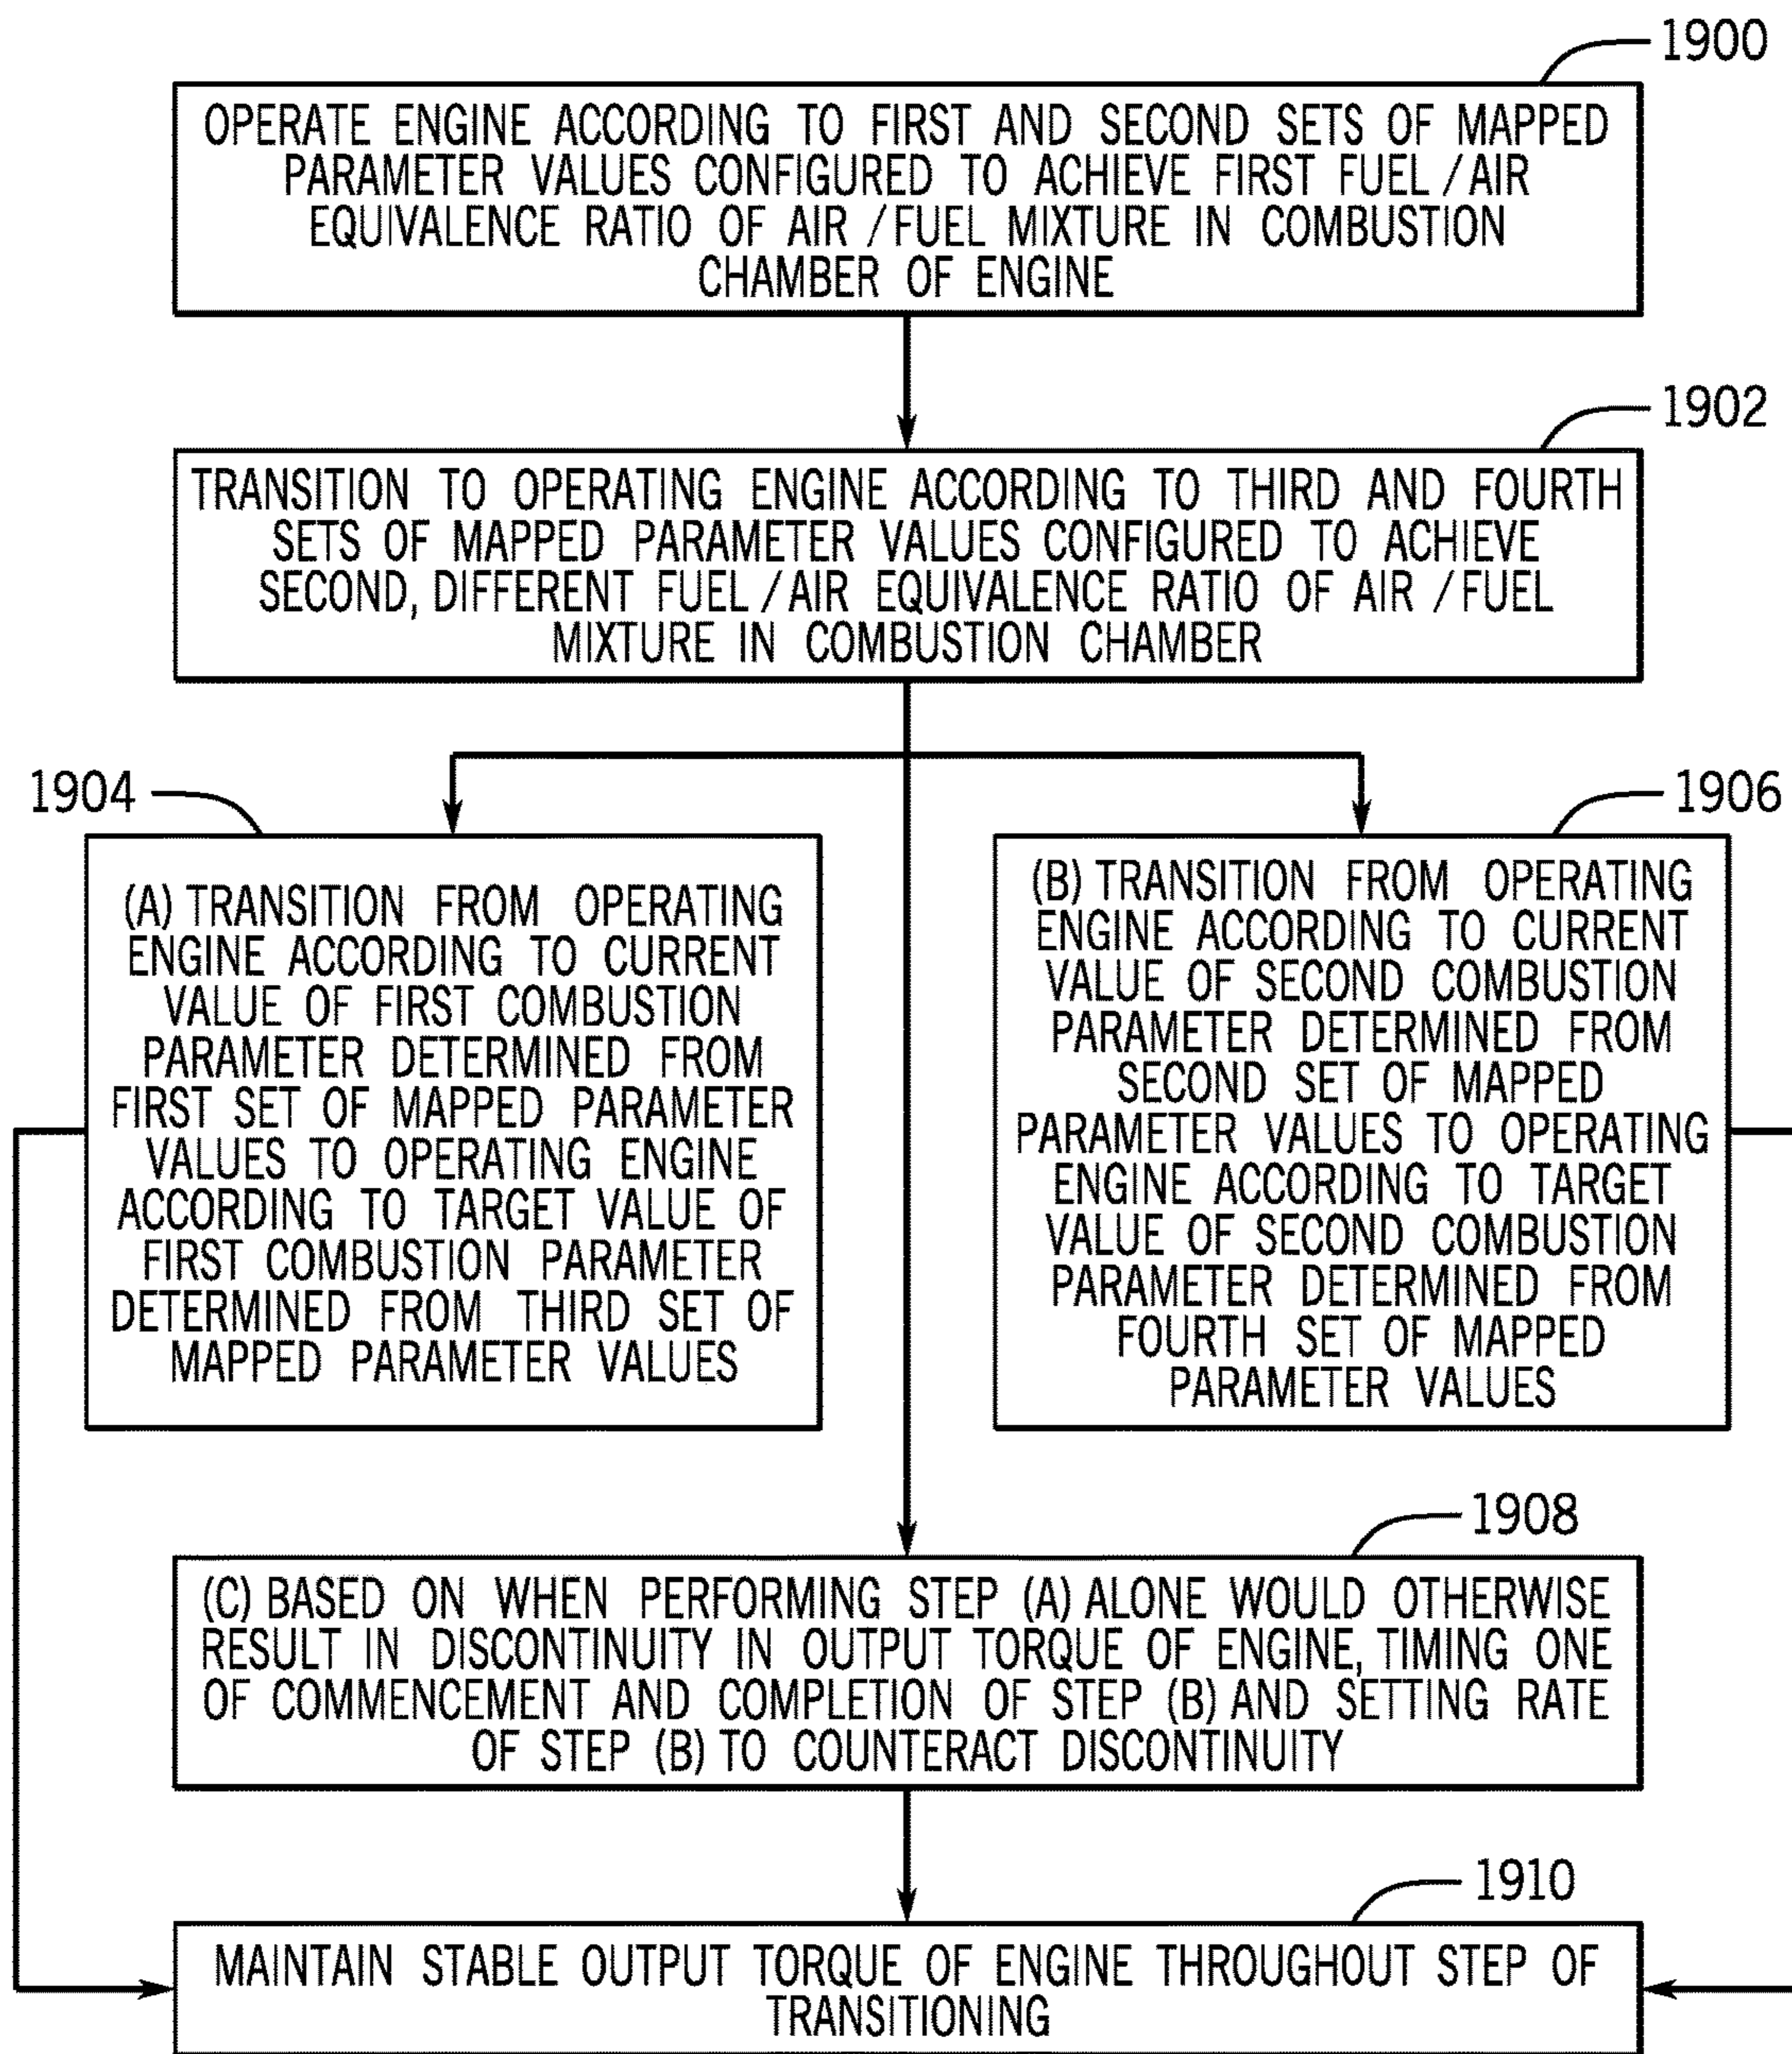 1900
OPERATE ENGINE ACCORDING TO FIRST AND SECOND SETS OF MAPPED
PARAMETER VALUES CONFIGURED TO ACHIEVE FIRST FUEL/AIR
EQUIVALENCE RATIO OF AIR/FUEL MIXTURE IN COMBUSTION
CHAMBER OF ENGINE
1902
TRANSITION TO OPERATING ENGINE ACCORDING TO THIRD AND FOURTH
SETS OF MAPPED PARAMETER VALUES CONFIGURED TO ACHIEVE
SECOND, DIFFERENT FUEL/AIR EQUIVALENCE RATIO OF AIR/FUEL
MIXTURE IN COMBUSTION CHAMBER
1904
(A) TRANSITION FROM OPERATING
ENGINE ACCORDING TO CURRENT
VALUE OF FIRST COMBUSTION
PARAMETER DETERMINED FROM
FIRST SET OF MAPPED PARAMETER
VALUES TO OPERATING ENGINE
ACCORDING TO TARGET VALUE OF
FIRST COMBUSTION PARAMETER
DETERMINED FROM THIRD SET OF
MAPPED PARAMETER VALUES
1906
(B) TRANSITION FROM OPERATING
ENGINE ACCORDING TO CURRENT
VALUE OF SECOND COMBUSTION
PARAMETER DETERMINED FROM
SECOND SET OF MAPPED
PARAMETER VALUES TO OPERATING
ENGINE ACCORDING TO TARGET
VALUE OF SECOND COMBUSTION
PARAMETER DETERMINED FROM
FOURTH SET OF MAPPED
PARAMETER VALUES
1908
(C) BASED ON WHEN PERFORMING STEP (A) ALONE WOULD OTHERWISE
RESULT IN DISCONTINUITY IN OUTPUT TORQUE OF ENGINE, TIMING ONE
OF COMMENCEMENT AND COMPLETION OF STEP (B) AND SETTING RATE
OF STEP (B) TO COUNTERACT DISCONTINUITY
1910
MAINTAIN STABLE OUTPUT TORQUE OF ENGINE THROUGHOUT STEP OF
TRANSITIONING